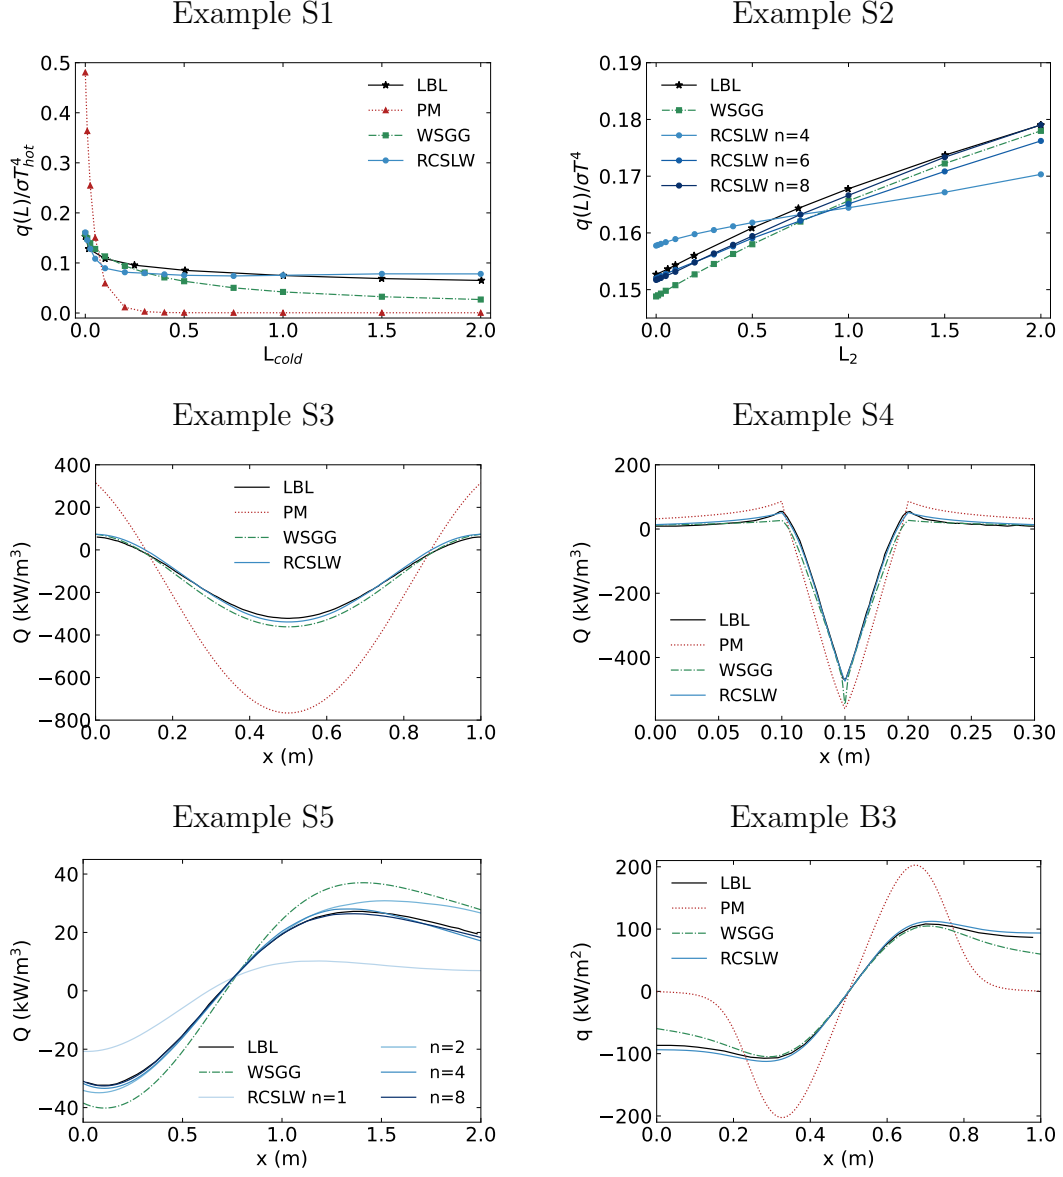 Example S1
0.5
0.4
0.3
0.2
0.1
0.0
q(L)/σT⁴hot
LBL
PM
WSGG
RCSLW
0.0 0.5 1.0 1.5 2.0
Lcold
Example S2
0.19
0.18
0.17
0.16
0.15
q(L)/σT⁴
LBL
WSGG
RCSLW n=4
RCSLW n=6
RCSLW n=8
0.0 0.5 1.0 1.5 2.0
L₂
Example S3
400
200
0
−200
−400
−600
−800
Q (kW/m³)
LBL
PM
WSGG
RCSLW
0.0 0.2 0.4 0.6 0.8 1.0
x (m)
Example S4
200
0
−200
−400
Q (kW/m³)
LBL
PM
WSGG
RCSLW
0.00 0.05 0.10 0.15 0.20 0.25 0.30
x (m)
Example S5
40
20
0
−20
−40
Q (kW/m³)
LBL
WSGG
RCSLW n=1
n=2
n=4
n=8
0.0 0.5 1.0 1.5 2.0
x (m)
Example B3
200
100
0
−100
−200
q (kW/m²)
LBL
PM
WSGG
RCSLW
0.0 0.2 0.4 0.6 0.8 1.0
x (m)